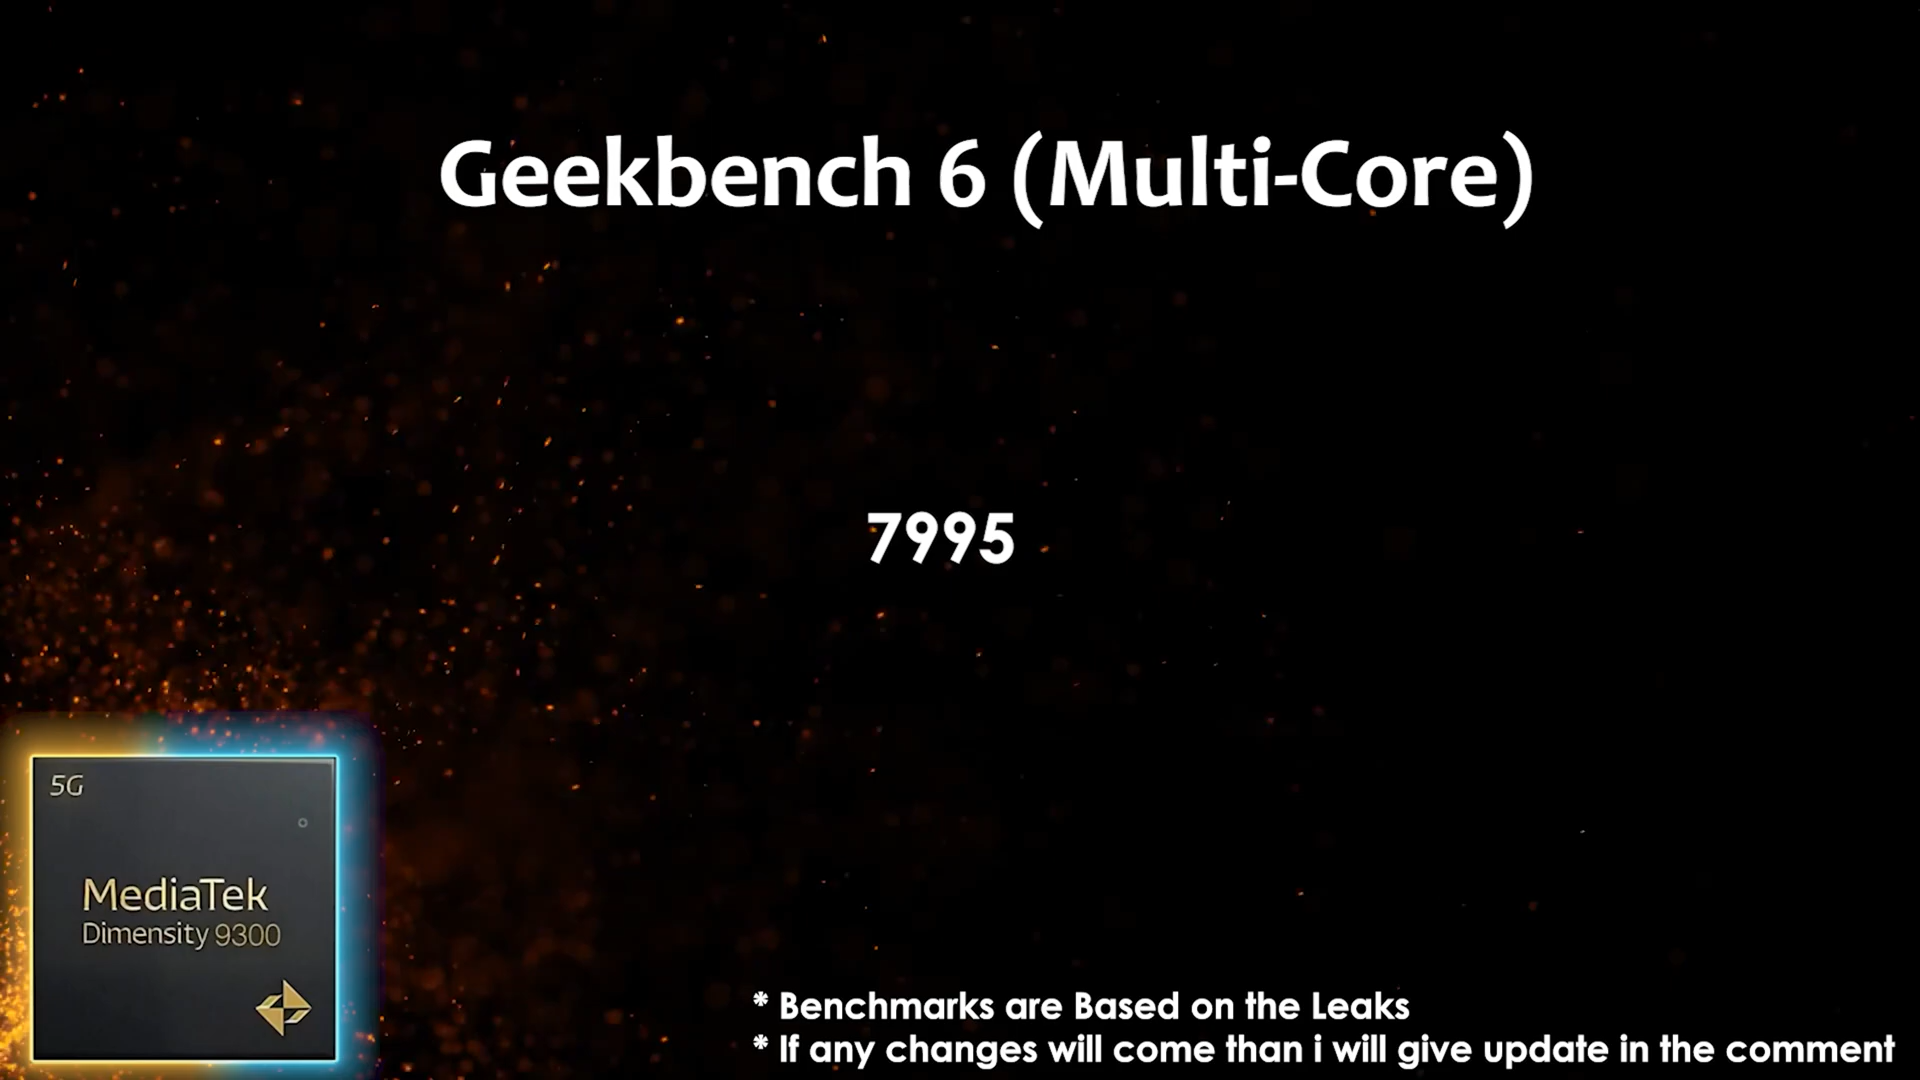 Geekbench 6 (Multi-Core)
7995
5G
MediaTek
Dimensity 9300
* Benchmarks are Based on the Leaks
* If any changes will come than i will give update in the comment